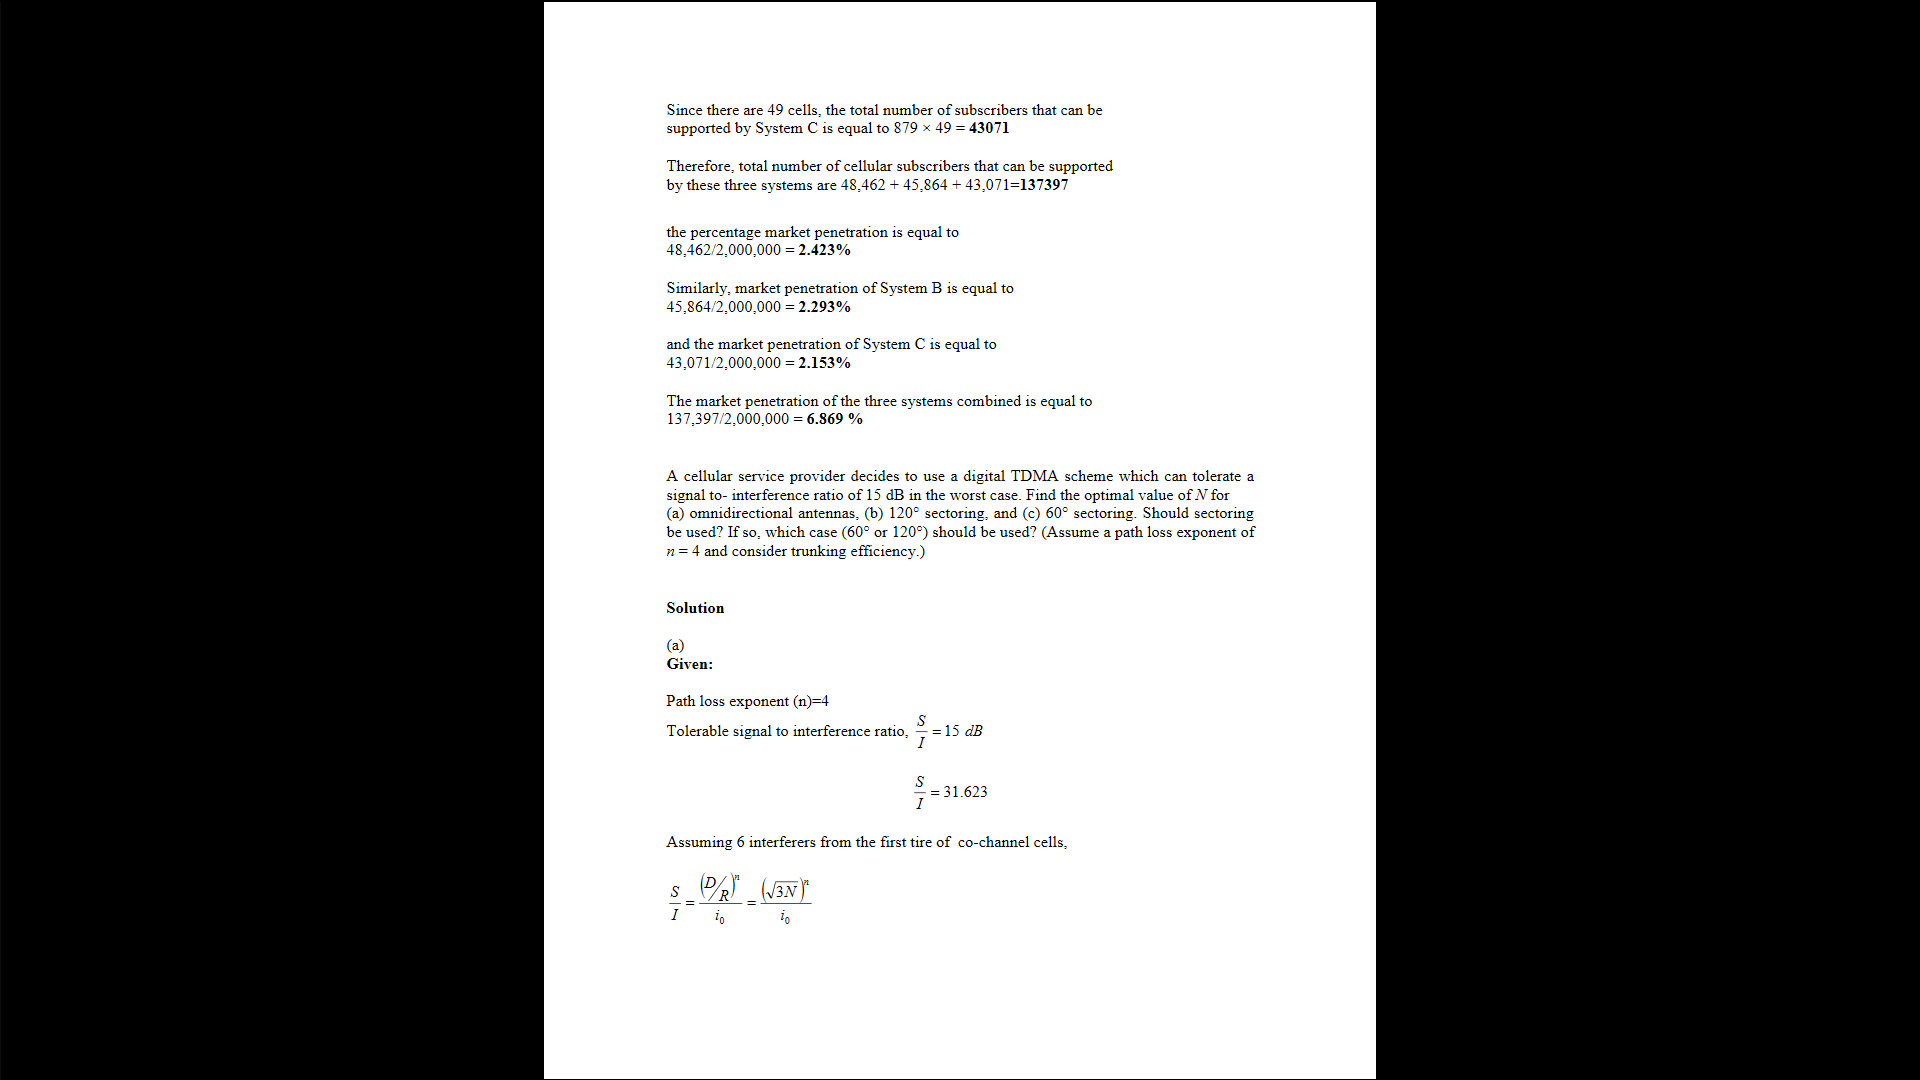 Since there are 49 cells, the total number of subscribers that can be
supported by System C is equal to 879 × 49 = 43071
Therefore, total number of cellular subscribers that can be supported
by these three systems are 48,462 + 45,864 + 43,071=137397
the percentage market penetration is equal to
48,462/2,000,000 = 2.423%
Similarly, market penetration of System B is equal to
45,864/2,000,000 = 2.293%
and the market penetration of System C is equal to
43,071/2,000,000 = 2.153%
The market penetration of the three systems combined is equal to
137,397/2,000,000 = 6.869 %
A cellular service provider decides to use a digital TDMA scheme which can tolerate a
signal to- interference ratio of 15 dB in the worst case. Find the optimal value of N for
(a) omnidirectional antennas, (b) 120° sectoring, and (c) 60° sectoring. Should sectoring
be used? If so, which case (60° or 120°) should be used? (Assume a path loss exponent of
n = 4 and consider trunking efficiency.)
Solution
(a)
Given:
Path loss exponent (n)=4
Tolerable signal to interference ratio, S/I = 15 dB
S/I = 31.623
Assuming 6 interferers from the first tire of  co-channel cells,
S/I = (D/R)^n / i₀ = (√3N)^n / i₀